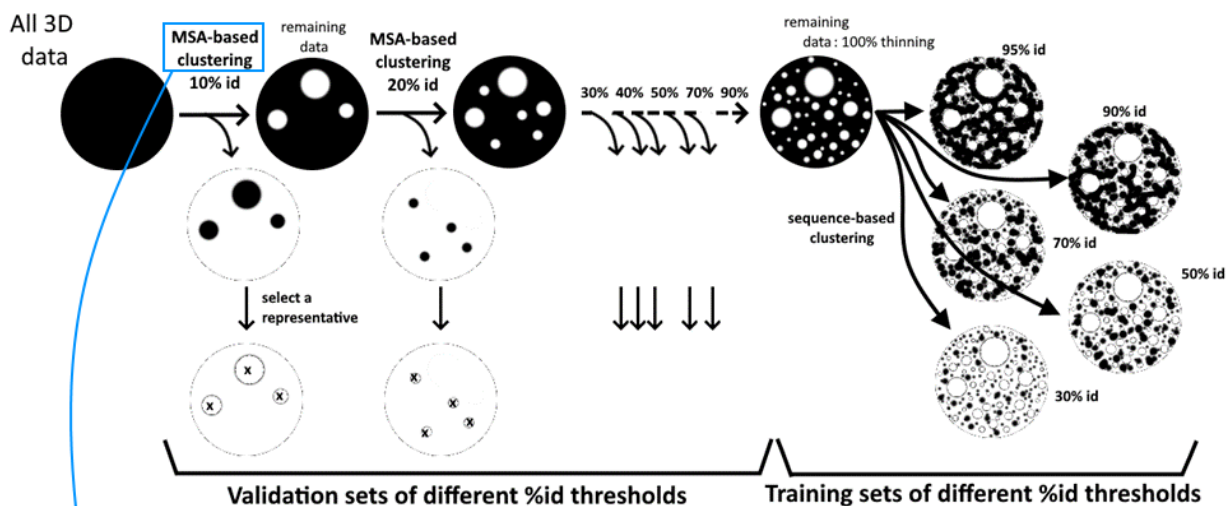 All 3D
data
MSA-based
clustering
10% id
remaining
data
MSA-based
clustering
20% id
30% 40% 50% 70% 90%
remaining
data : 100% thinning
95% id
90% id
sequence-based
clustering
70% id
50% id
30% id
select a
representative
x
x
x
x
x
x
x
Validation sets of different %id thresholds
Training sets of different %id thresholds